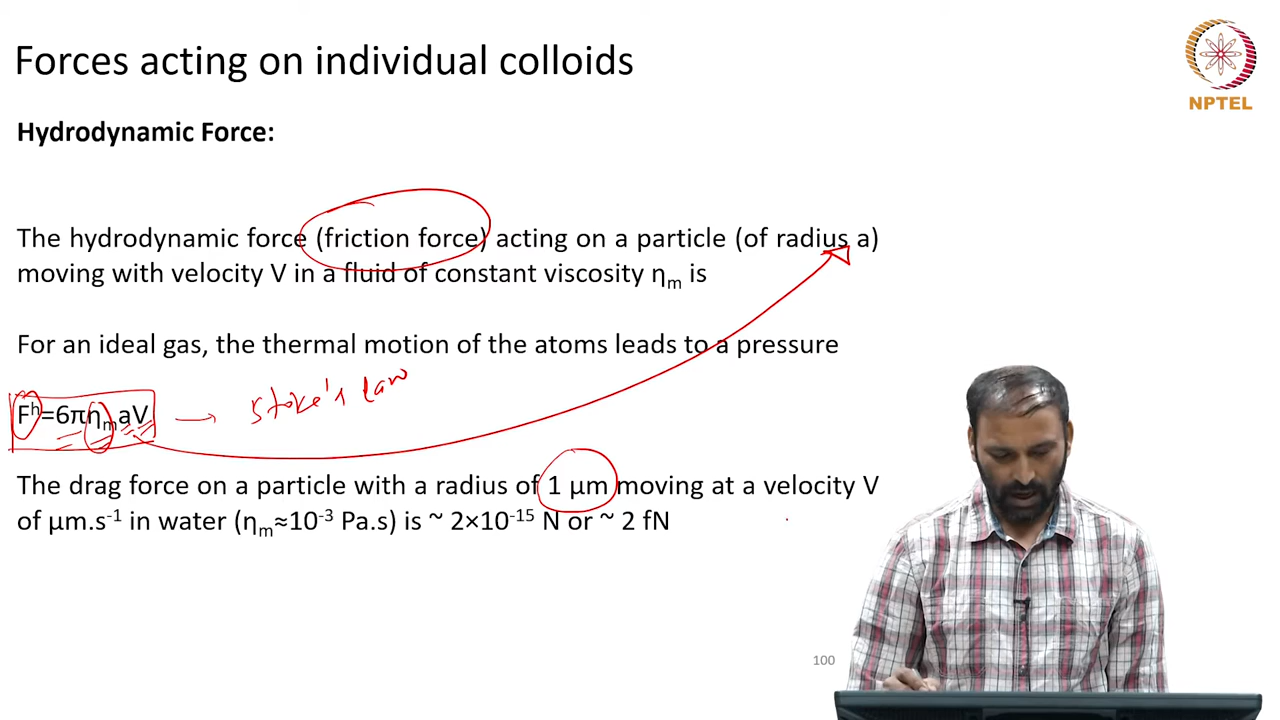 Forces acting on individual colloids
NPTEL
Hydrodynamic Force:
The hydrodynamic force (friction force) acting on a particle (of radius a)
moving with velocity V in a fluid of constant viscosity ηₘ is
For an ideal gas, the thermal motion of the atoms leads to a pressure
Fʰ=6πηₘaV → Stoke's law
The drag force on a particle with a radius of 1 μm moving at a velocity V
of μm.s⁻¹ in water (ηₘ≈10⁻³ Pa.s) is ~ 2×10⁻¹⁵ N or ~ 2 fN
100